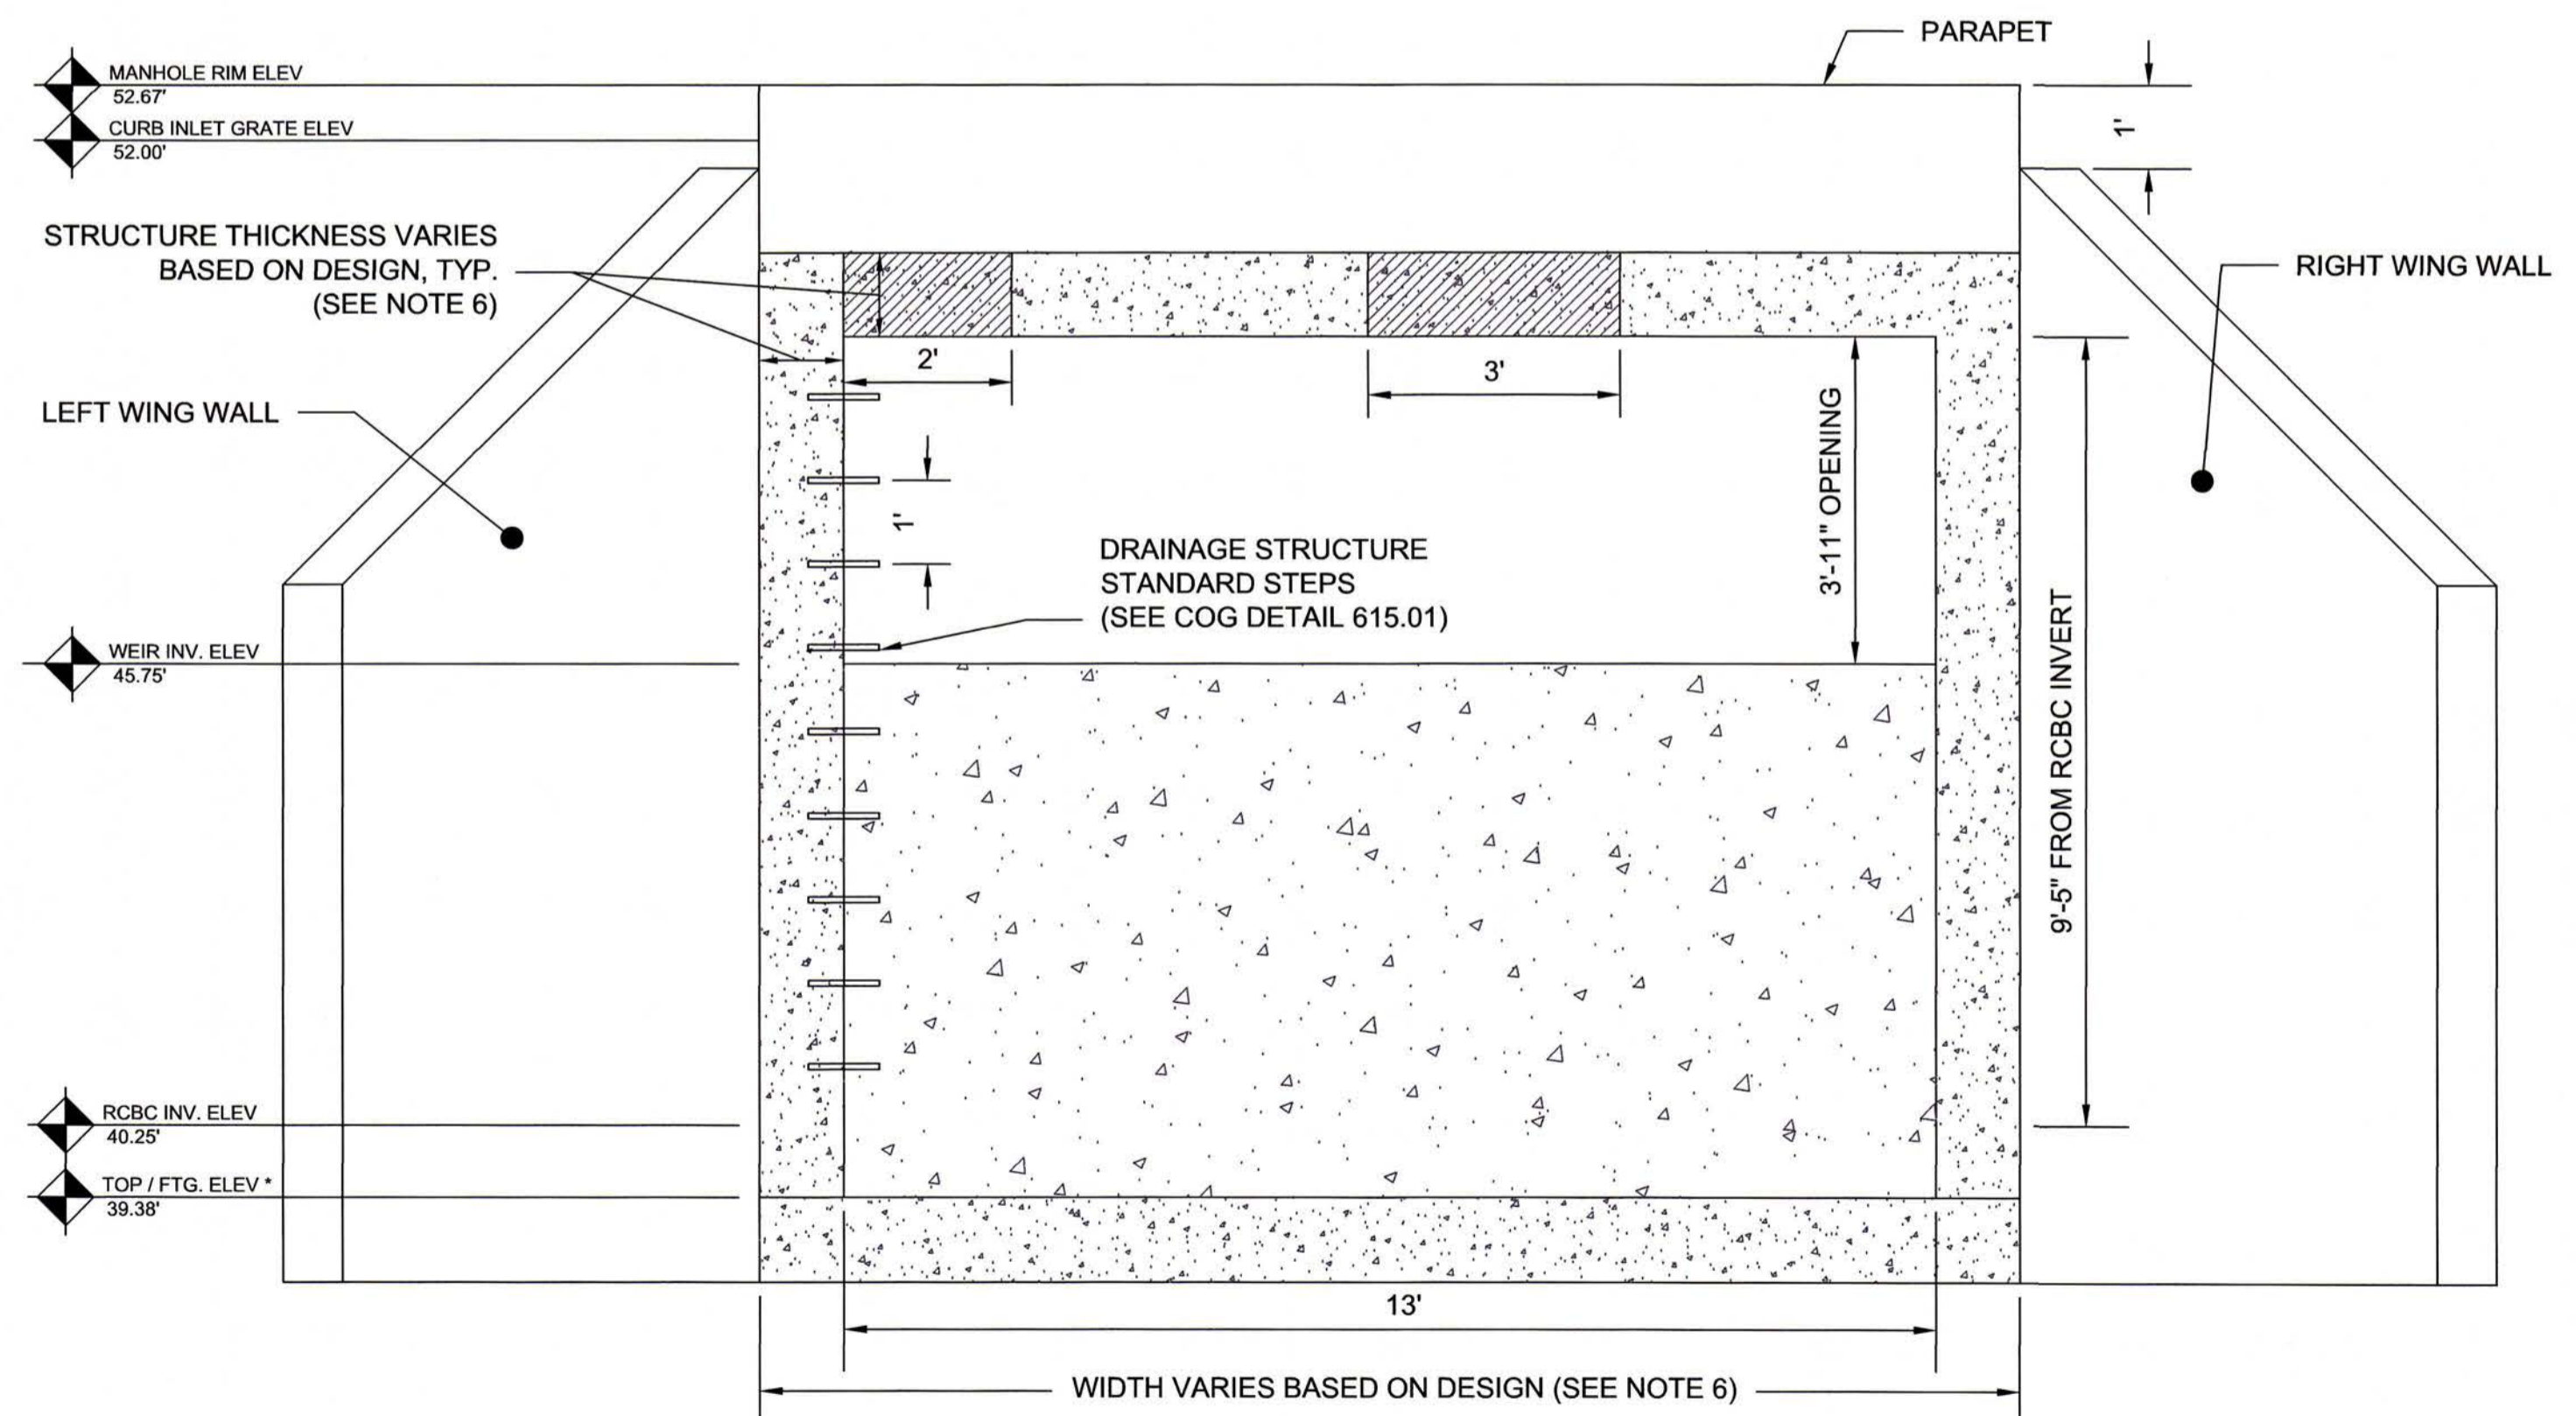 PARAPET
MANHOLE RIM ELEV
52.67'
CURB INLET GRATE ELEV
52.00'
1'
STRUCTURE THICKNESS VARIES
BASED ON DESIGN, TYP.
(SEE NOTE 6)
RIGHT WING WALL
2'
3'
LEFT WING WALL
3'-11" OPENING
1'
DRAINAGE STRUCTURE
STANDARD STEPS
(SEE COG DETAIL 615.01)
9'-5" FROM RCBC INVERT
WEIR INV. ELEV
45.75'
RCBC INV. ELEV
40.25'
TOP / FTG. ELEV *
39.38'
13'
WIDTH VARIES BASED ON DESIGN (SEE NOTE 6)